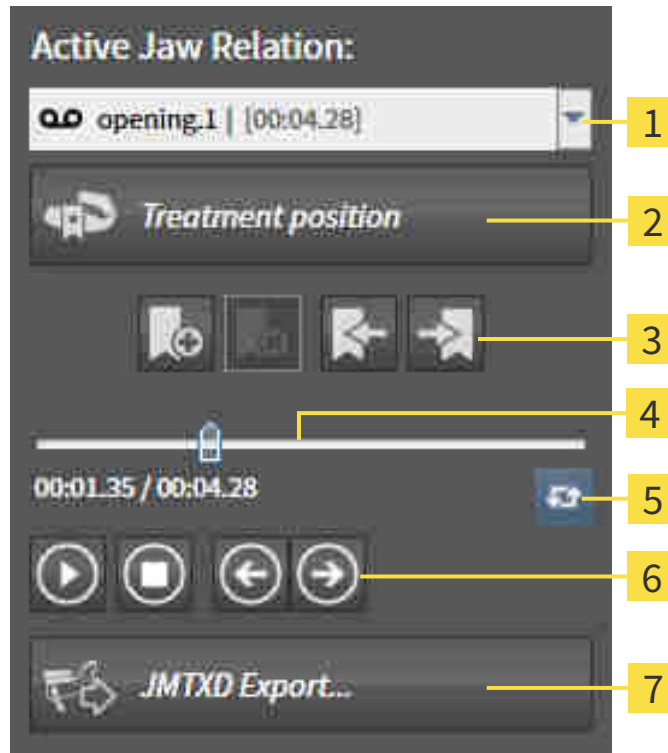 Active Jaw Relation:
opening.1 | [00:04.28]
1
Treatment position
2
3
4
00:01.35 / 00:04.28
5
6
JMTXD Export...
7